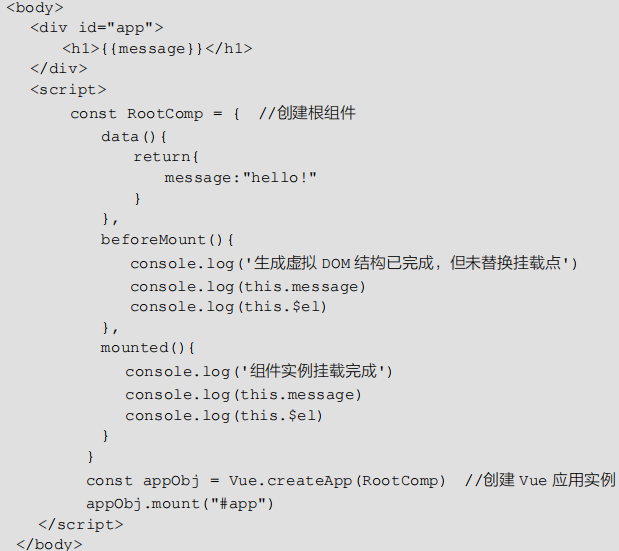 <body>
<div id="app">
<h1>{{message}}</h1>
</div>
<script>
const RootComp = { //创建根组件
data(){
return{
message:"hello!"
}
},
beforeMount(){
console.log('生成虚拟 DOM 结构已完成，但未替换挂载点')
console.log(this.message)
console.log(this.$el)
},
mounted(){
console.log('组件实例挂载完成')
console.log(this.message)
console.log(this.$el)
}
}
const appObj = Vue.createApp(RootComp) //创建 Vue 应用实例
appObj.mount("#app")
</script>
</body>